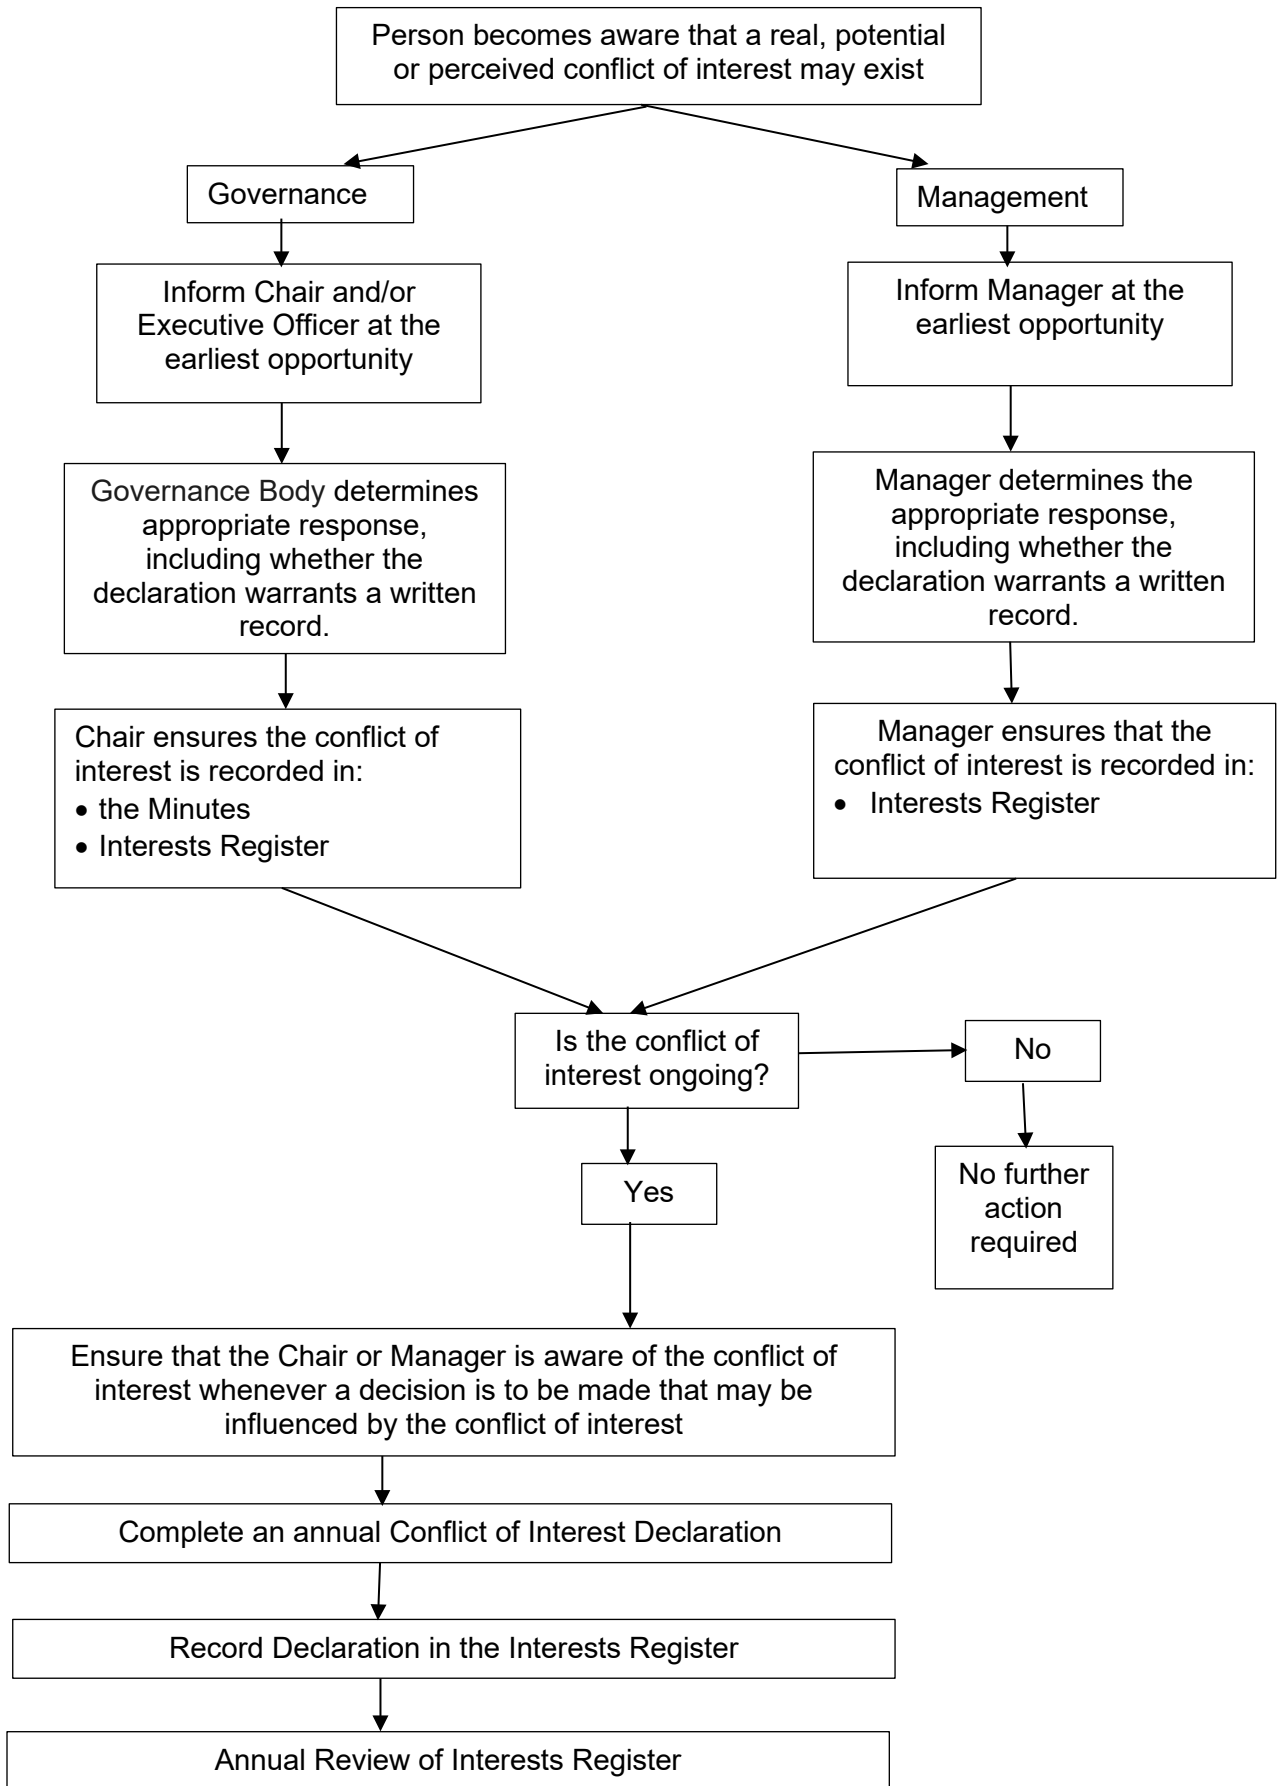 Person becomes aware that a real, potential
or perceived conflict of interest may exist
Governance
Management
Inform Chair and/or
Executive Officer at the
earliest opportunity
Inform Manager at the
earliest opportunity
Governance Body determines
appropriate response,
including whether the
declaration warrants a written
record.
Manager determines the
appropriate response,
including whether the
declaration warrants a written
record.
Chair ensures the conflict of
interest is recorded in:
• the Minutes
• Interests Register
Manager ensures that the
conflict of interest is recorded in:
• Interests Register
Is the conflict of
interest ongoing?
No
Yes
No further
action
required
Ensure that the Chair or Manager is aware of the conflict of
interest whenever a decision is to be made that may be
influenced by the conflict of interest
Complete an annual Conflict of Interest Declaration
Record Declaration in the Interests Register
Annual Review of Interests Register